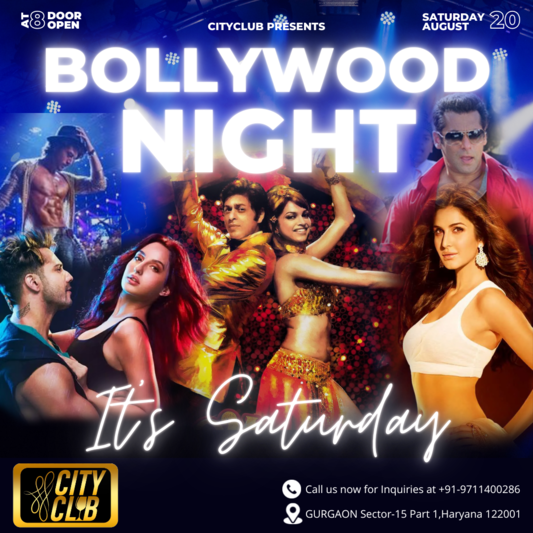 AT 8 DOOR OPEN
CITYCLUB PRESENTS
SATURDAY AUGUST 20
BOLLYWOOD
NIGHT
It's Saturday
CITY CLUB
Call us now for Inquiries at +91-9711400286
GURGAON Sector-15 Part 1,Haryana 122001